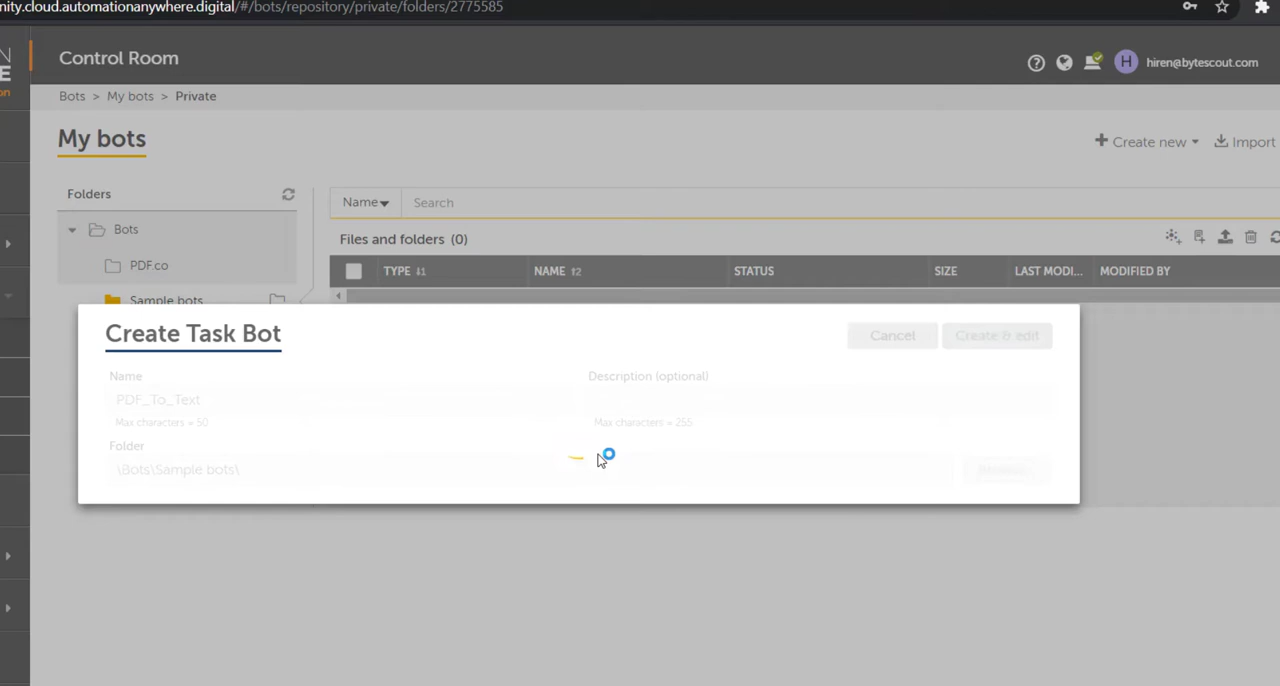 nity.cloud.automationanywhere.digital/#/bots/repository/private/folders/2775585
Control Room
hiren@bytescout.com
H
Bots > My bots > Private
My bots
Create new
Import
Folders
Name
Search
Bots
Files and folders (0)
PDF.co
TYPE
NAME
STATUS
SIZE
LAST MODI...
MODIFIED BY
Sample bots
Create Task Bot
Cancel
Create & edit
Name
Description (optional)
PDF_To_Text
Max characters = 50
Max characters = 255
Folder
\Bots\Sample bots\